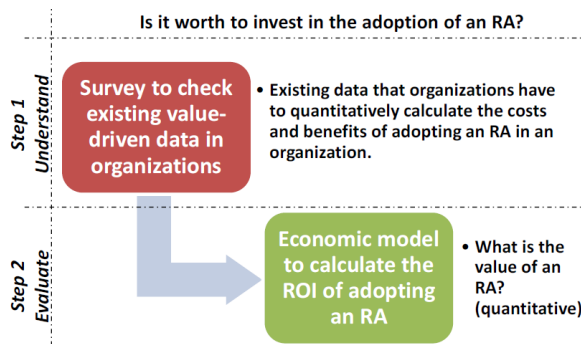 Is it worth to invest in the adoption of an RA?
Step 1
Understand
Survey to check
existing value-
driven data in
organizations
• Existing data that organizations have
to quantitatively calculate the costs
and benefits of adopting an RA in an
organization.
Step 2
Evaluate
Economic model
to calculate the
ROI of adopting
an RA
• What is the
value of an
RA?
(quantitative)